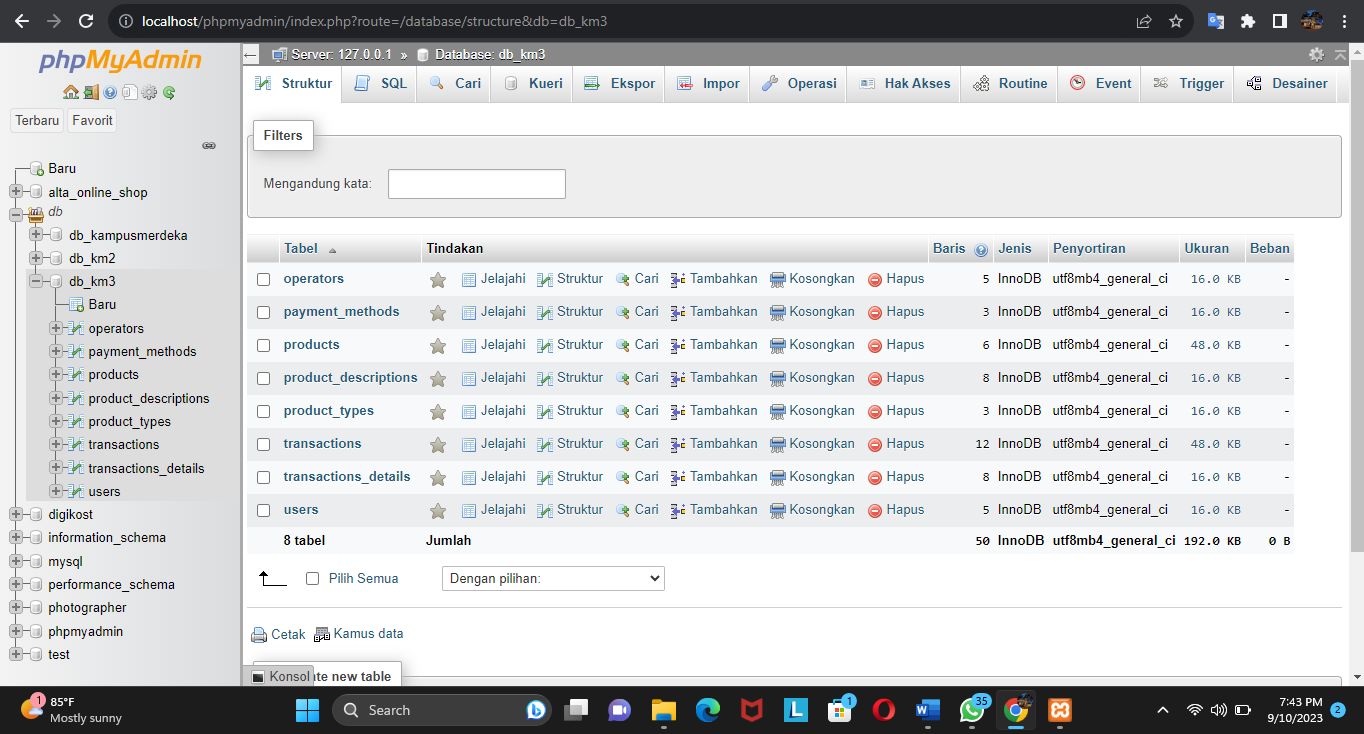 localhost/phpmyadmin/index.php?route=/database/structure&db=db_km3
phpMyAdmin
Terbaru Favorit
Baru
alta_online_shop
db
db_kampusmerdeka
db_km2
db_km3
Baru
operators
payment_methods
products
product_descriptions
product_types
transactions
transactions_details
users
digikost
information_schema
mysql
performance_schema
photographer
phpmyadmin
test
Server: 127.0.0.1 » Database: db_km3
Struktur SQL Cari Kueri Ekspor Impor Operasi Hak Akses Routine Event Trigger Desainer
Filters
Mengandung kata:
Tabel Tindakan Baris Jenis Penyortiran Ukuran Beban
operators Jelajahi Struktur Cari Tambahkan Kosongkan Hapus 5 InnoDB utf8mb4_general_ci 16.0 KB -
payment_methods Jelajahi Struktur Cari Tambahkan Kosongkan Hapus 3 InnoDB utf8mb4_general_ci 16.0 KB -
products Jelajahi Struktur Cari Tambahkan Kosongkan Hapus 6 InnoDB utf8mb4_general_ci 48.0 KB -
product_descriptions Jelajahi Struktur Cari Tambahkan Kosongkan Hapus 8 InnoDB utf8mb4_general_ci 16.0 KB -
product_types Jelajahi Struktur Cari Tambahkan Kosongkan Hapus 3 InnoDB utf8mb4_general_ci 16.0 KB -
transactions Jelajahi Struktur Cari Tambahkan Kosongkan Hapus 12 InnoDB utf8mb4_general_ci 48.0 KB -
transactions_details Jelajahi Struktur Cari Tambahkan Kosongkan Hapus 8 InnoDB utf8mb4_general_ci 16.0 KB -
users Jelajahi Struktur Cari Tambahkan Kosongkan Hapus 5 InnoDB utf8mb4_general_ci 16.0 KB -
8 tabel Jumlah 50 InnoDB utf8mb4_general_ci 192.0 KB 0 B
Pilih Semua Dengan pilihan:
Cetak Kamus data
Konsol te new table
1 85°F
Mostly sunny
Search
1
35
7:43 PM
9/10/2023
2